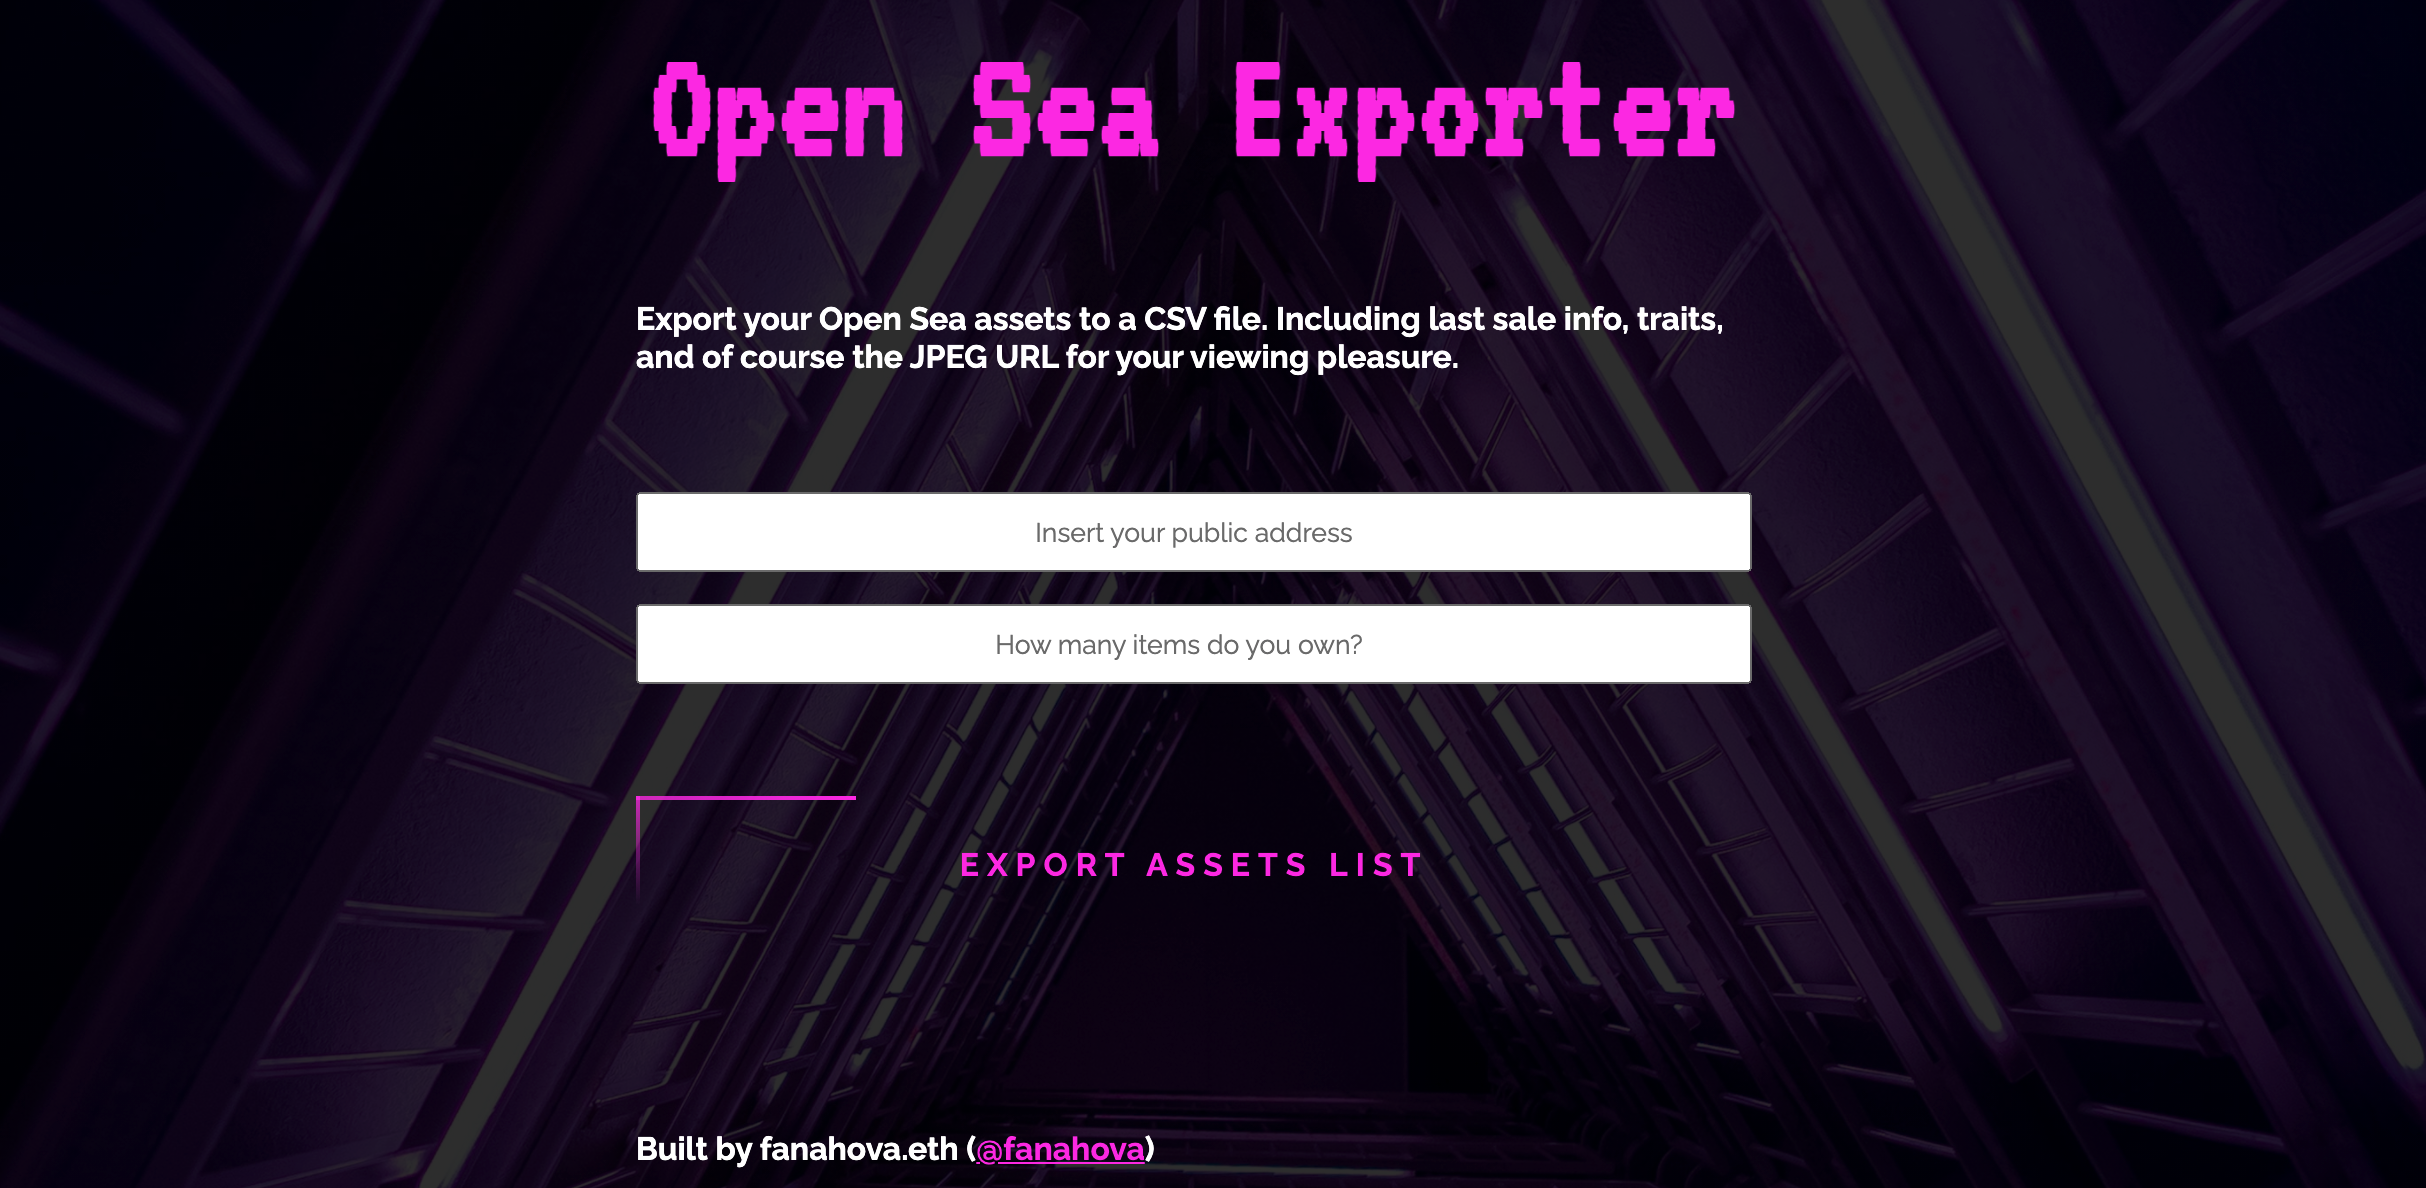 Open Sea Exporter
Export your Open Sea assets to a CSV file. Including last sale info, traits,
and of course the JPEG URL for your viewing pleasure.
Insert your public address
How many items do you own?
EXPORT ASSETS LIST
Built by fanahova.eth (@fanahova)